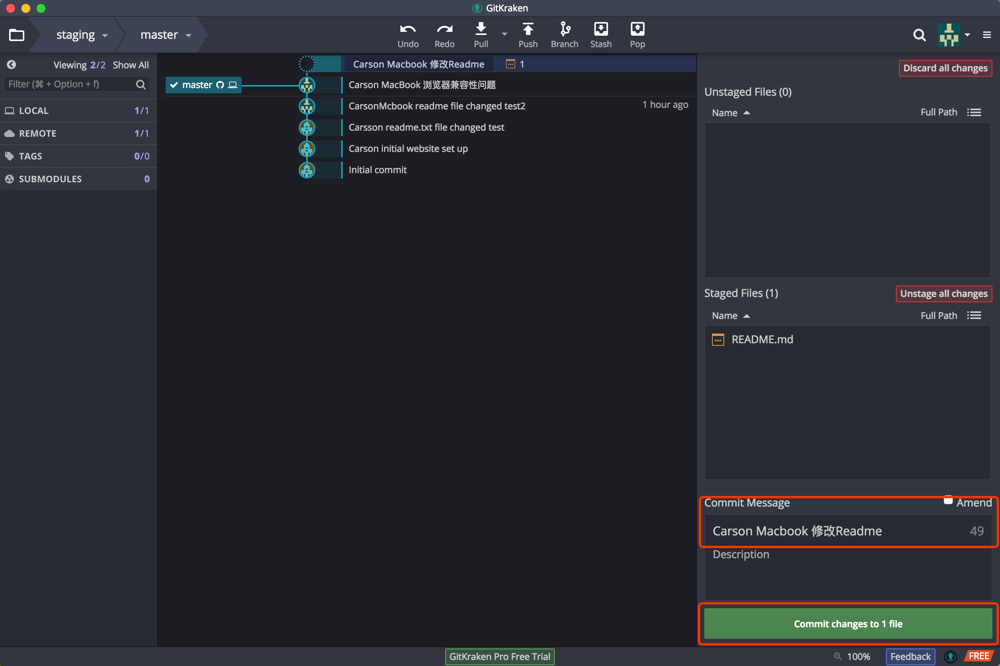 GitKraken
staging
master
Undo
Redo
Pull
Push
Branch
Stash
Pop
Viewing 2/2 Show All
Filter (⌘ + Option + f)
LOCAL 1/1
REMOTE 1/1
TAGS 0/0
SUBMODULES 0
Carson Macbook 修改Readme 1
master Carson MacBook 浏览器兼容性问题
CarsonMcbook readme file changed test2 1 hour ago
Carsson readme.txt file changed test
Carson initial website set up
Initial commit
Discard all changes
Unstaged Files (0)
Name Full Path
Staged Files (1) Unstage all changes
Name Full Path
README.md
Commit Message Amend
Carson Macbook 修改Readme 49
Description
Commit changes to 1 file
GitKraken Pro Free Trial
100%
Feedback
FREE